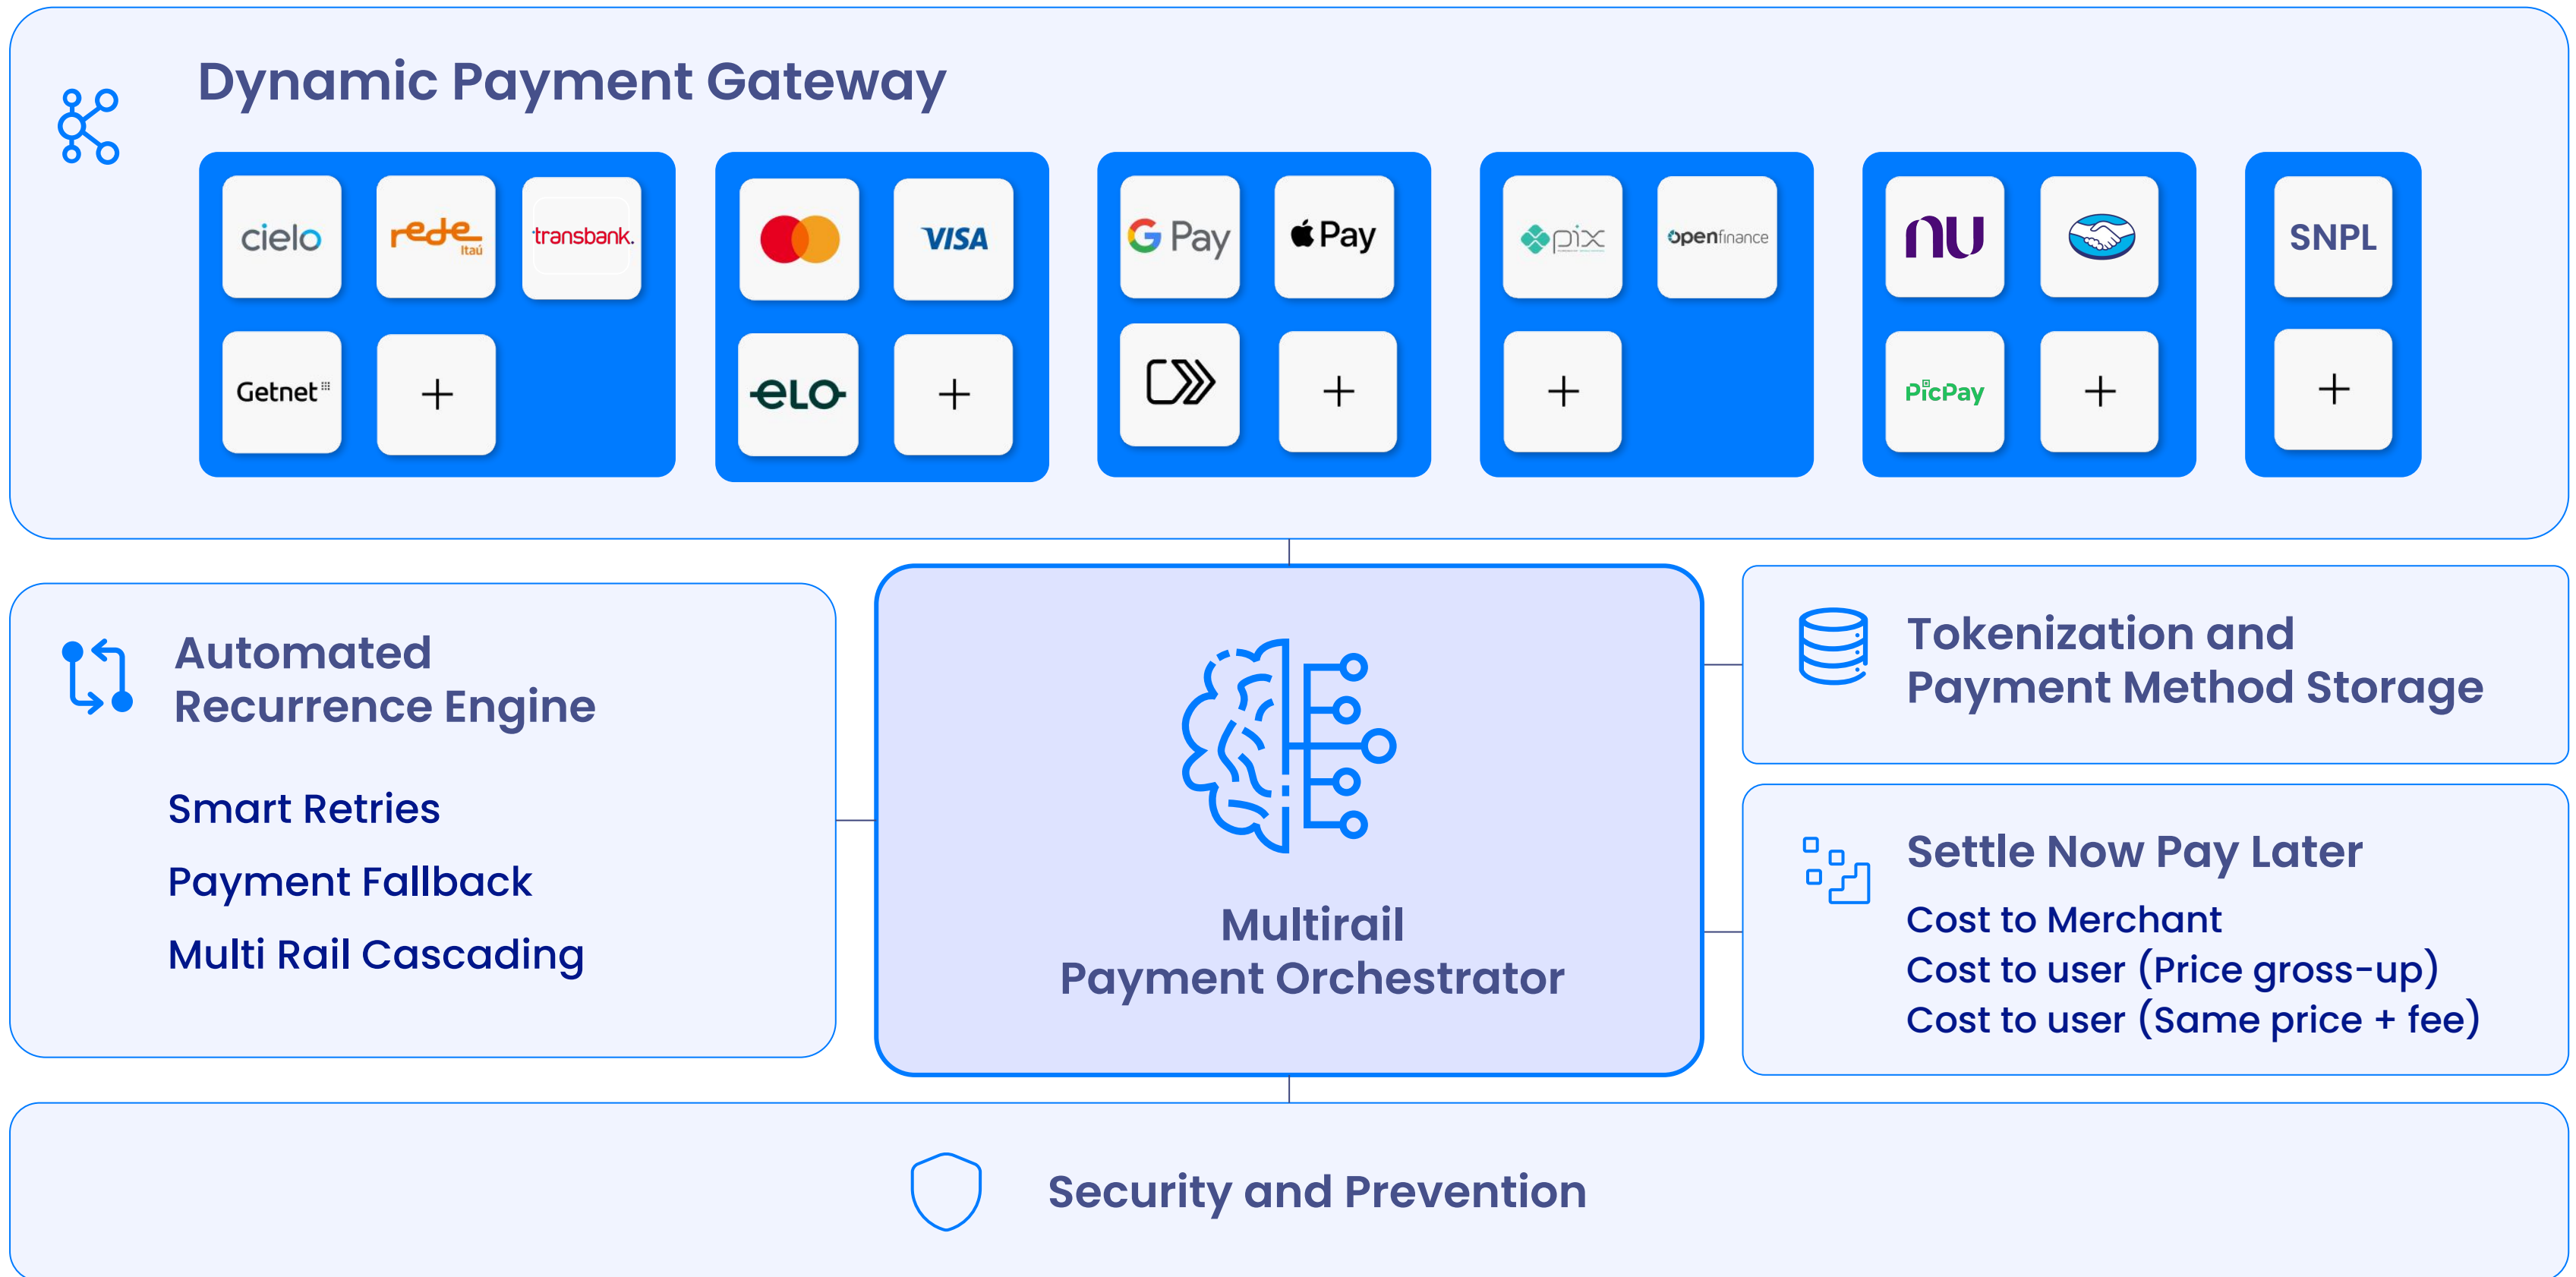 Dynamic Payment Gateway
cielo
rede
Itaú
transbank.
VISA
G Pay
Pay
pix
openfinance
nu
SNPL
Getnet
+
elo
+
+
+
PicPay
+
+
Automated
Recurrence Engine
Smart Retries
Payment Fallback
Multi Rail Cascading
Multirail
Payment Orchestrator
Tokenization and
Payment Method Storage
Settle Now Pay Later
Cost to Merchant
Cost to user (Price gross-up)
Cost to user (Same price + fee)
Security and Prevention